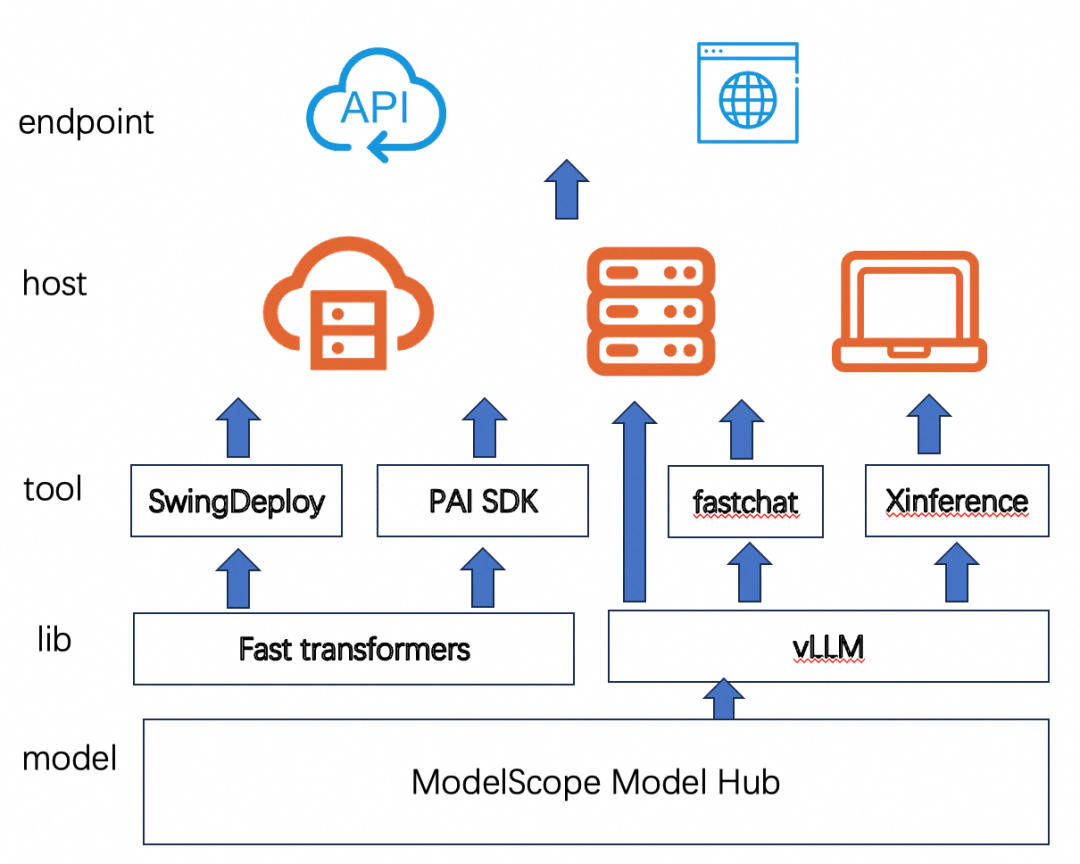 API
endpoint
host
tool
SwingDeploy
PAI SDK
fastchat
Xinference
lib
Fast transformers
vLLM
model
ModelScope Model Hub